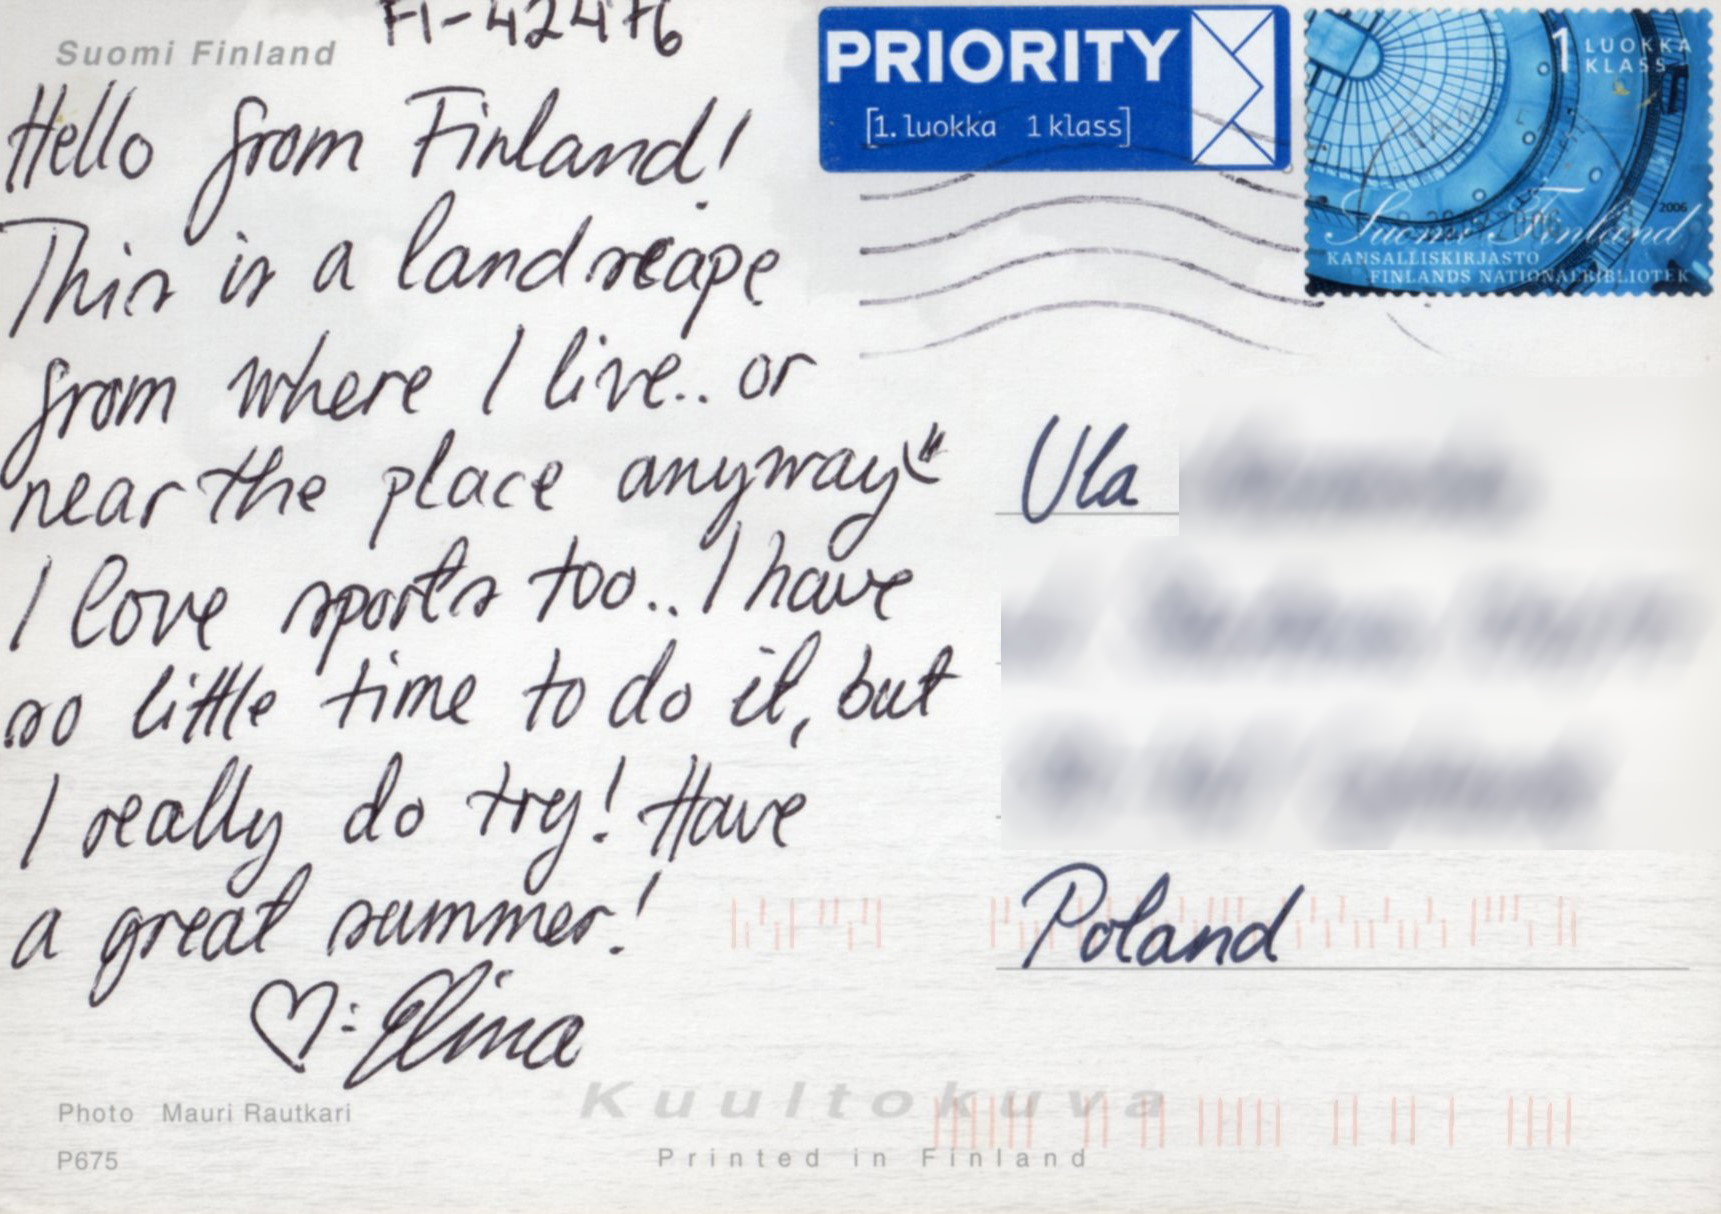 FI-42476
Suomi Finland
Hello from Finland!
This is a landscape
from where I live.. or
near the place anyway
I love sports too.. I have
so little time to do it, but
I really do try! Have
a great summer!
♡:Elina
Photo Mauri Rautkari
P675
Kuultokuva
Printed in Finland
PRIORITY
[1. luokka 1 klass]
1 LUOKKA
KLASS
2006
Suomi Finland
KANSALLISKIRJASTO
FINLANDS NATIONALBIBLIOTEK
Ula
Poland